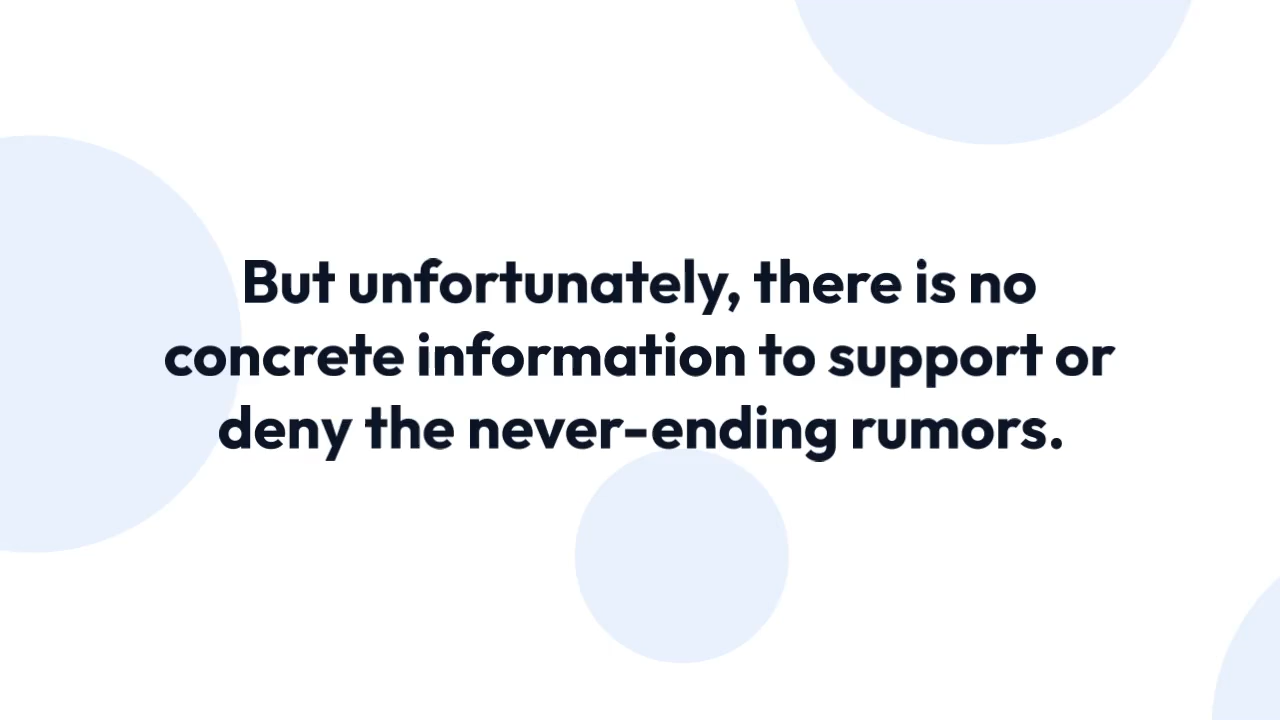 But unfortunately, there is no
concrete information to support or
deny the never-ending rumors.